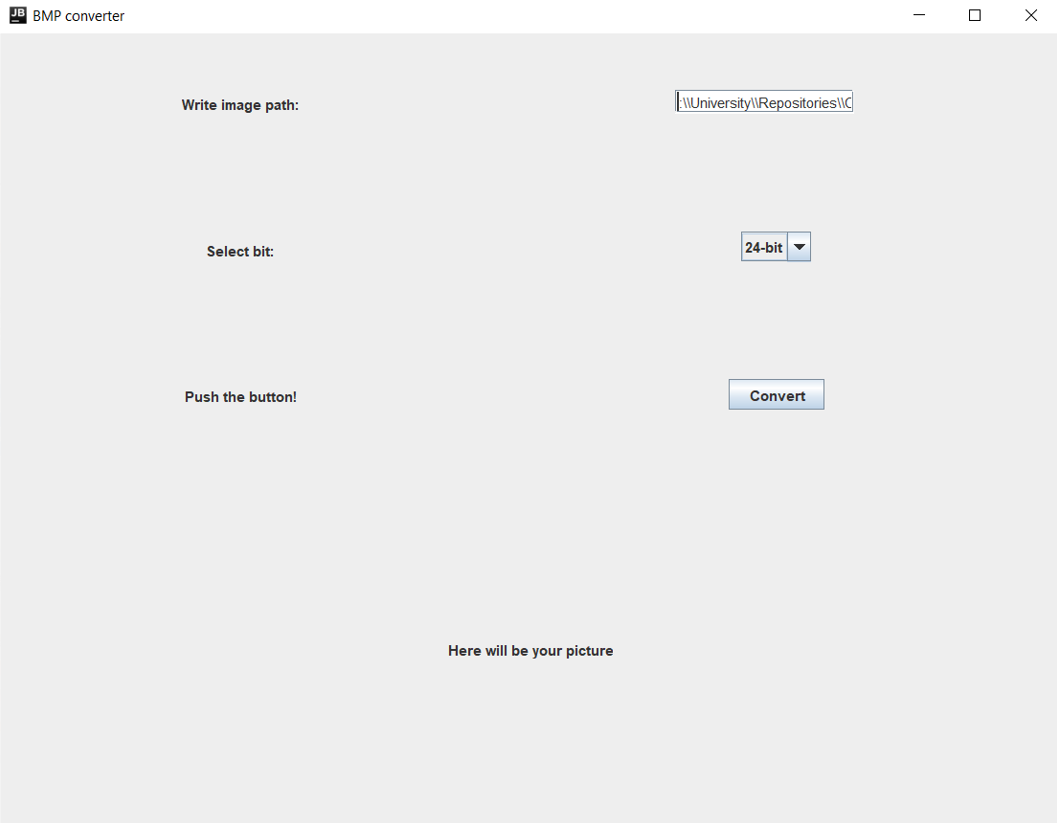 JB BMP converter
Write image path: :\\University\\Repositories\\C
Select bit: 24-bit
Push the button! Convert
Here will be your picture